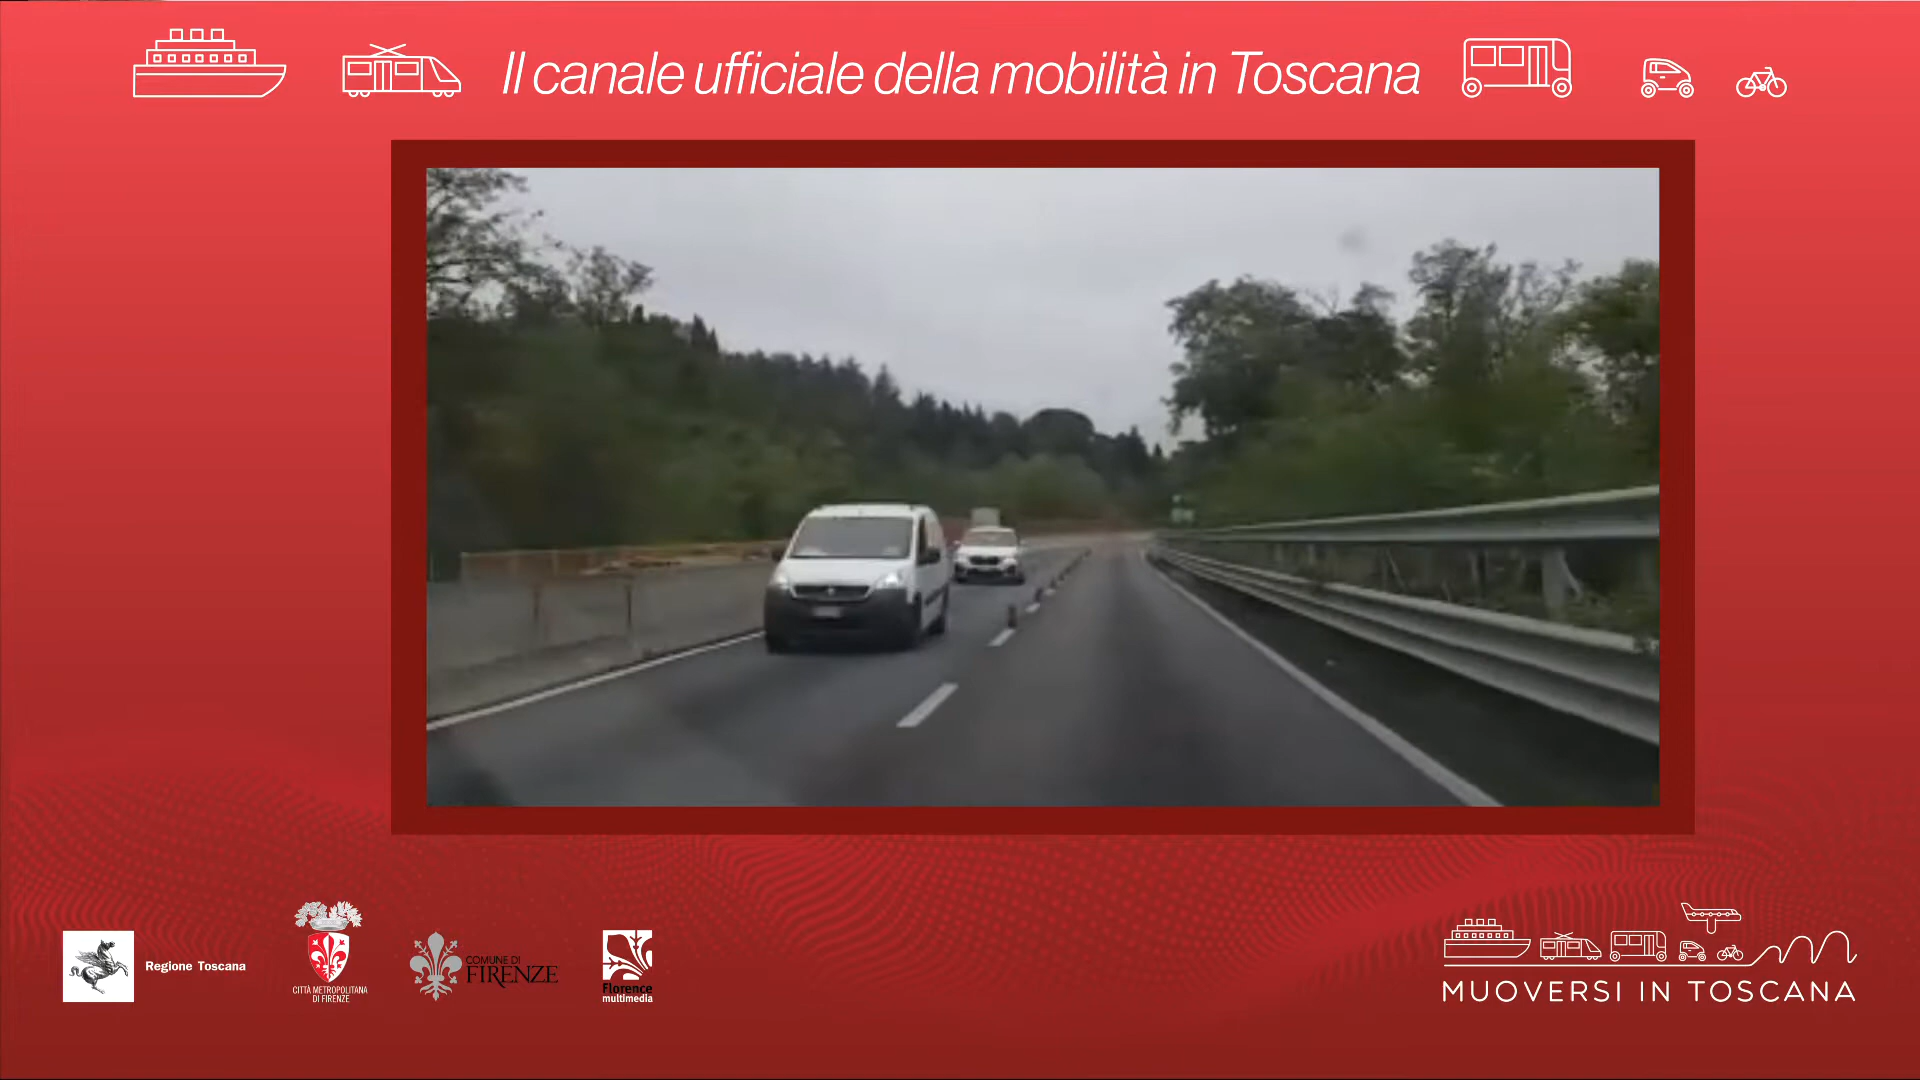 Il canale ufficiale della mobilità in Toscana
Regione Toscana
CITTÀ METROPOLITANA
DI FIRENZE
COMUNE DI
FIRENZE
Florence
multimedia
MUOVERSI IN TOSCANA